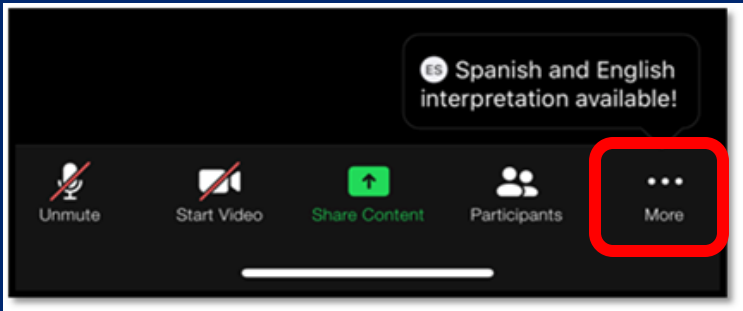 ES Spanish and English
interpretation available!
Unmute Start Video Share Content Participants More